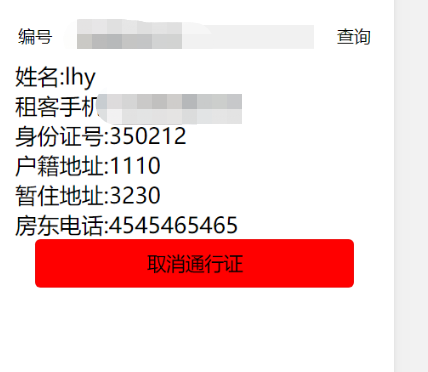 编号 查询
姓名:lhy
租客手机
身份证号:350212
户籍地址:1110
暂住地址:3230
房东电话:4545465465
取消通行证